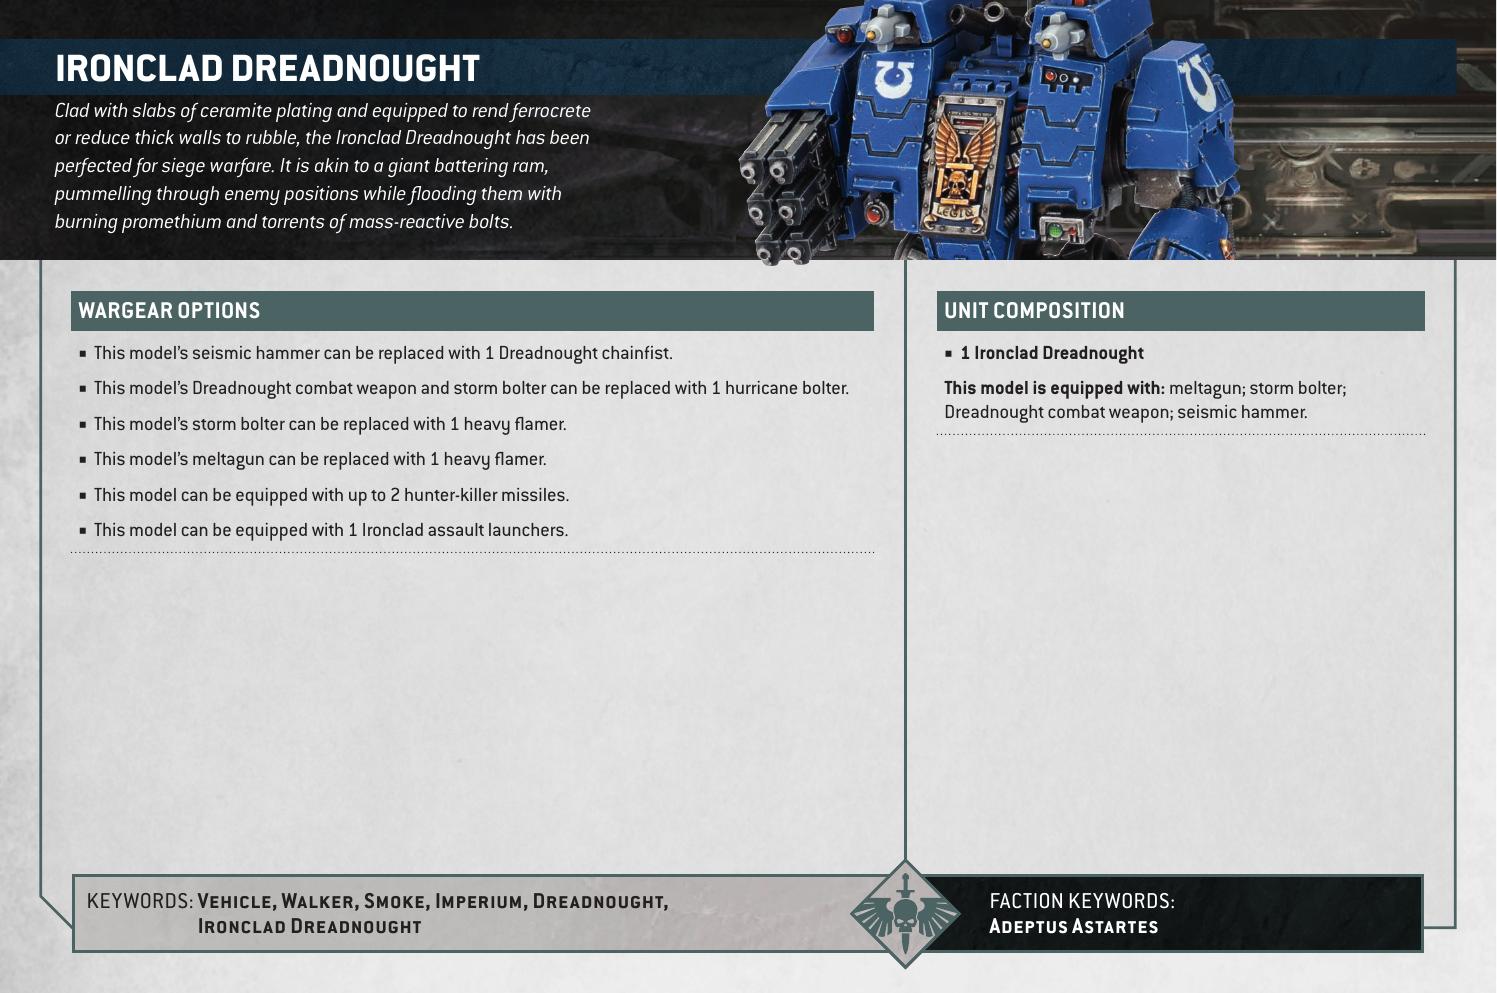 IRONCLAD DREADNOUGHT
Clad with slabs of ceramite plating and equipped to rend ferrocrete
or reduce thick walls to rubble, the Ironclad Dreadnought has been
perfected for siege warfare. It is akin to a giant battering ram,
pummelling through enemy positions while flooding them with
burning promethium and torrents of mass-reactive bolts.
WARGEAR OPTIONS
▪ This model’s seismic hammer can be replaced with 1 Dreadnought chainfist.
▪ This model’s Dreadnought combat weapon and storm bolter can be replaced with 1 hurricane bolter.
▪ This model’s storm bolter can be replaced with 1 heavy flamer.
▪ This model’s meltagun can be replaced with 1 heavy flamer.
▪ This model can be equipped with up to 2 hunter-killer missiles.
▪ This model can be equipped with 1 Ironclad assault launchers.
UNIT COMPOSITION
▪ 1 Ironclad Dreadnought
This model is equipped with: meltagun; storm bolter;
Dreadnought combat weapon; seismic hammer.
KEYWORDS: Vehicle, Walker, Smoke, Imperium, Dreadnought,
Ironclad Dreadnought
FACTION KEYWORDS:
Adeptus Astartes